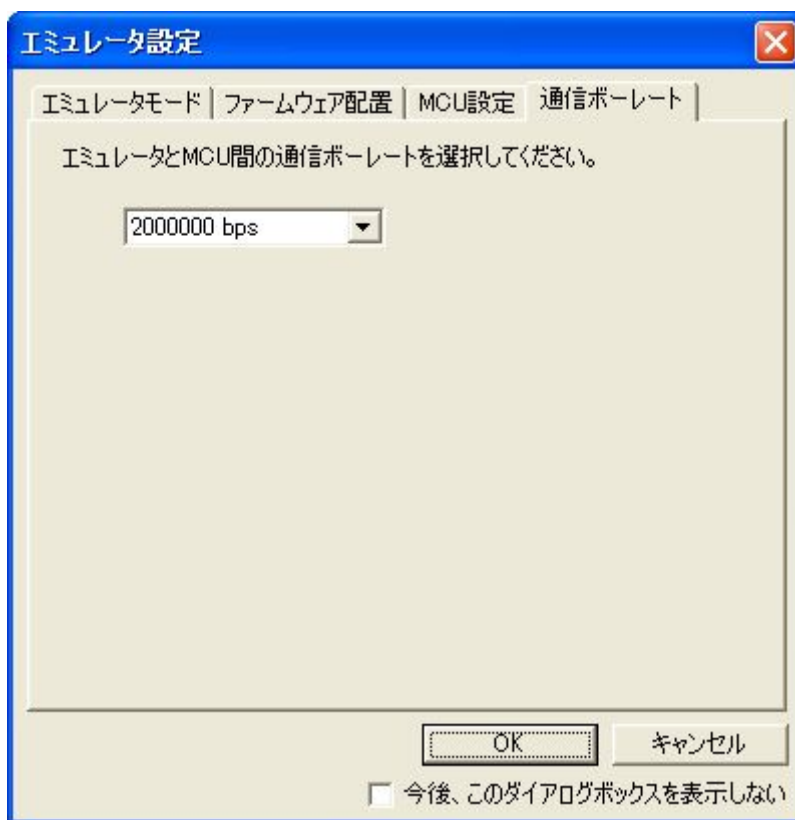 エミュレータ設定
エミュレータモード
ファームウェア配置
MCU設定
通信ボーレート
エミュレータとMCU間の通信ボーレートを選択してください。
2000000 bps
OK
キャンセル
今後、このダイアログボックスを表示しない